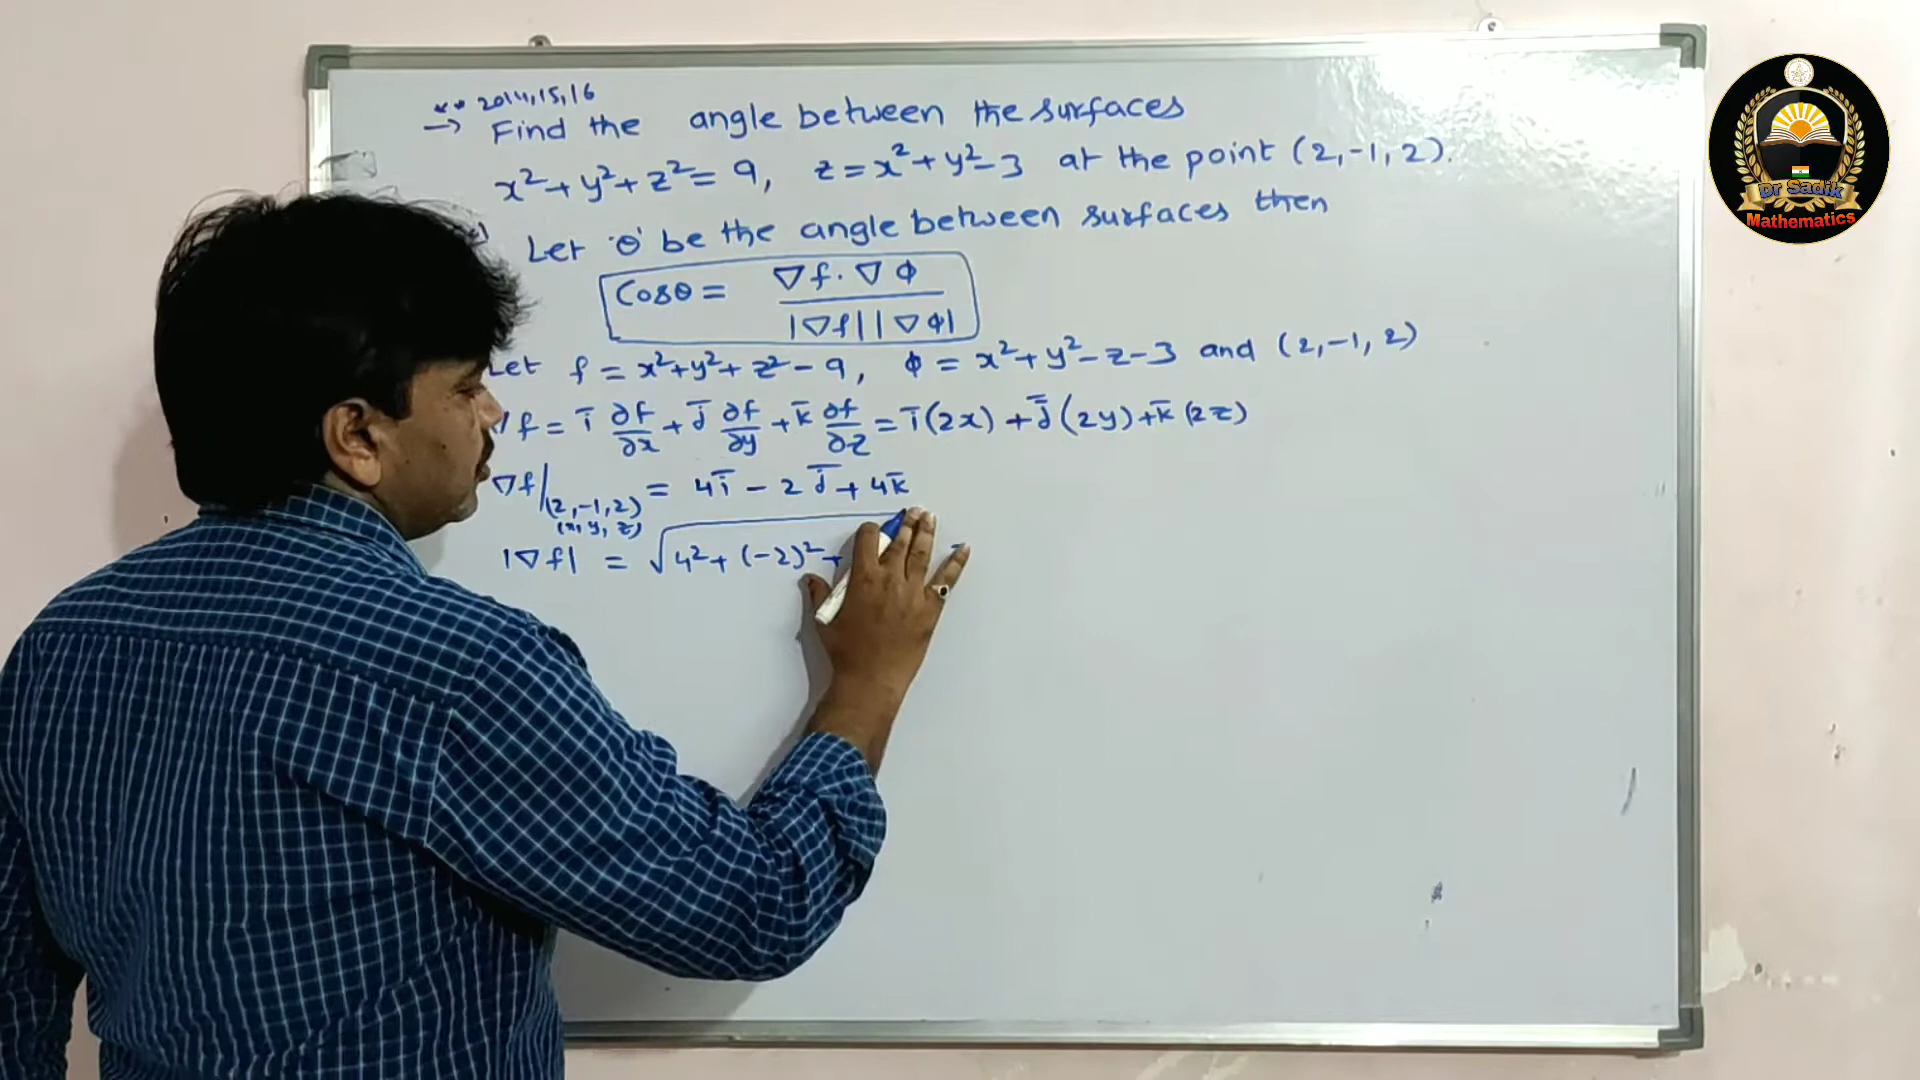 ** 2014,15,16
→ Find the angle between the surfaces
x²+y²+z²=9, z=x²+y²-3 at the point (2,-1,2).
Let 'θ' be the angle between surfaces then
Cosθ = ∇f·∇ϕ / |∇f||∇ϕ|
Let f = x²+y²+z²-9, ϕ = x²+y²-z-3 and (2,-1,2)
f = i̅ ∂f/∂x + j̅ ∂f/∂y + k̅ ∂f/∂z = i̅(2x) + j̅(2y) + k̅(2z)
∇f|(2,-1,2) = 4i̅ - 2j̅ + 4k̅
(x, y, z)
|∇f| = √4²+(-2)²+
Dr Sadik
Mathematics